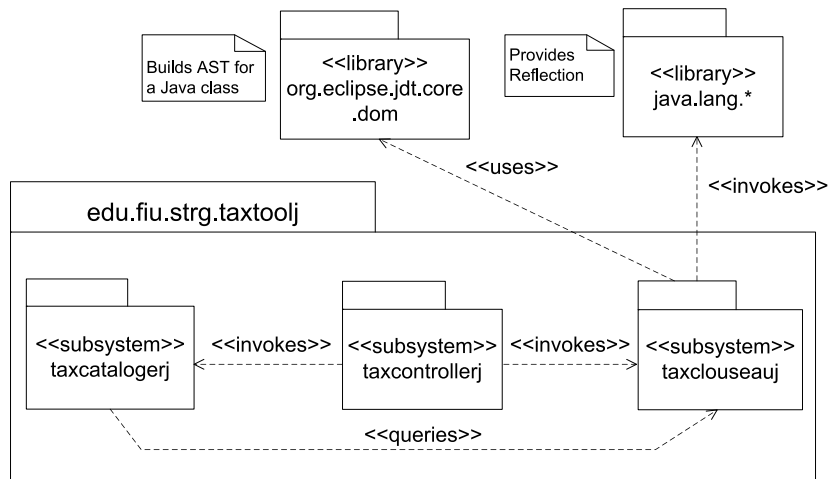 Builds AST for
a Java class
<<library>>
org.eclipse.jdt.core
.dom
Provides
Reflection
<<library>>
java.lang.*
<<uses>>
<<invokes>>
edu.fiu.strg.taxtoolj
<<subsystem>>
taxcatalogerj
<<invokes>>
<<subsystem>>
taxcontrollerj
<<invokes>>
<<subsystem>>
taxclouseauj
<<queries>>